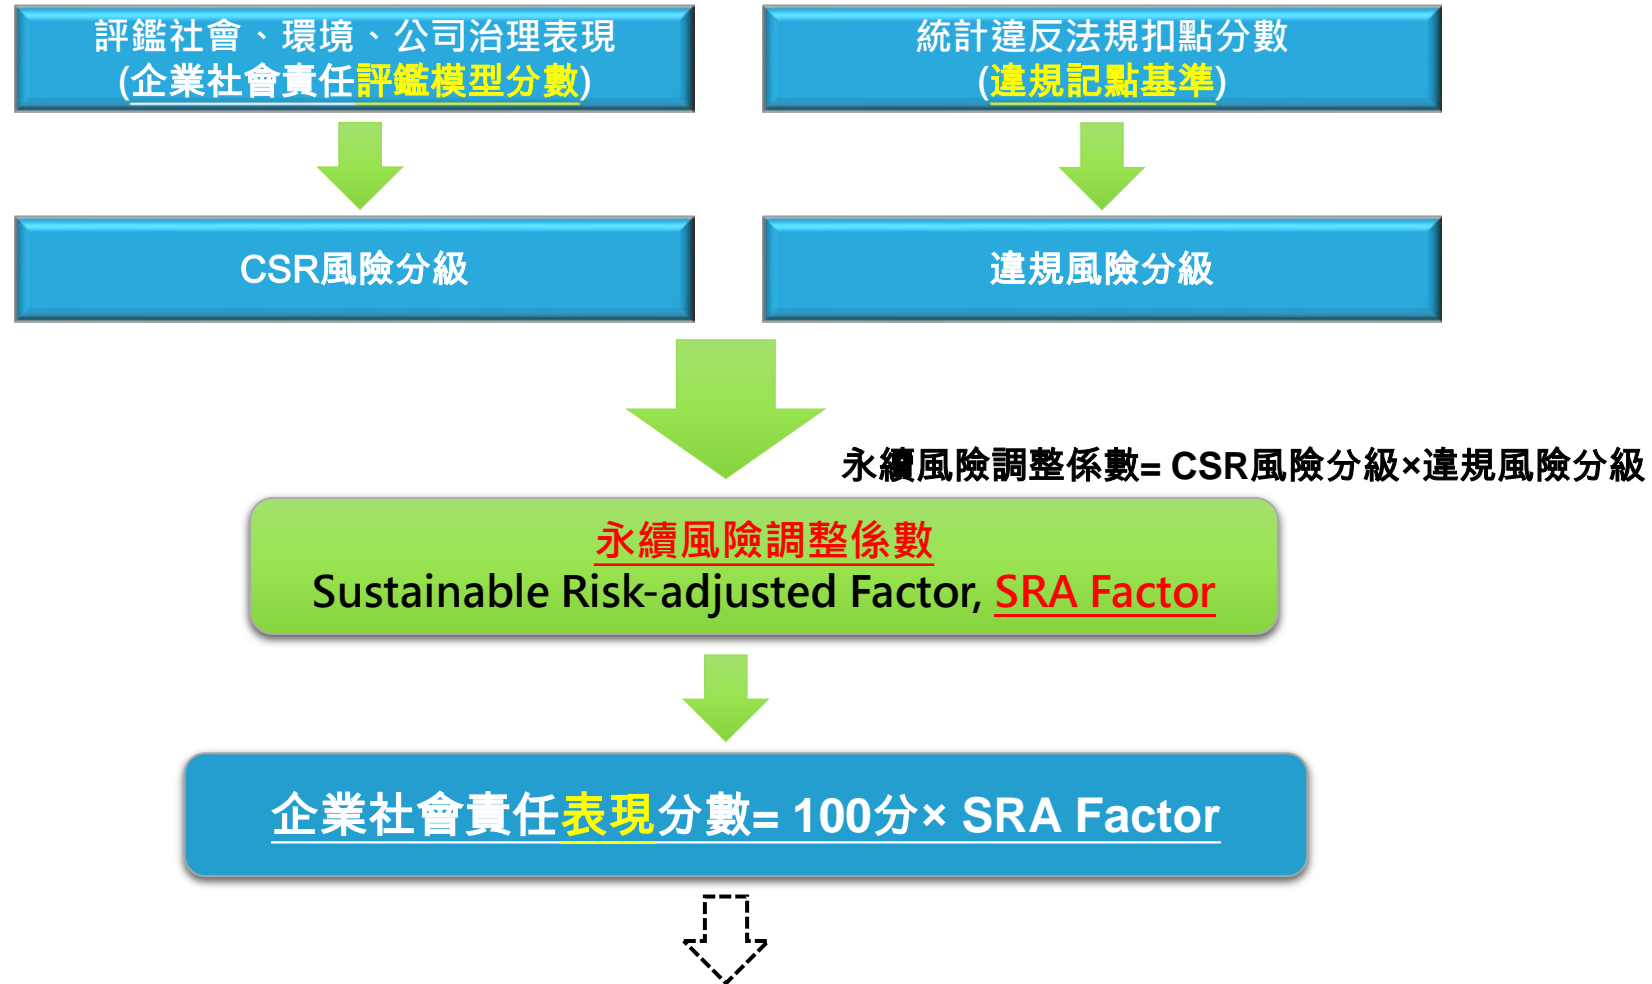 評鑑社會、環境、公司治理表現
(企業社會責任評鑑模型分數)
統計違反法規扣點分數
(違規記點基準)
CSR風險分級
違規風險分級
永續風險調整係數= CSR風險分級×違規風險分級
永續風險調整係數
Sustainable Risk-adjusted Factor, SRA Factor
企業社會責任表現分數= 100分× SRA Factor